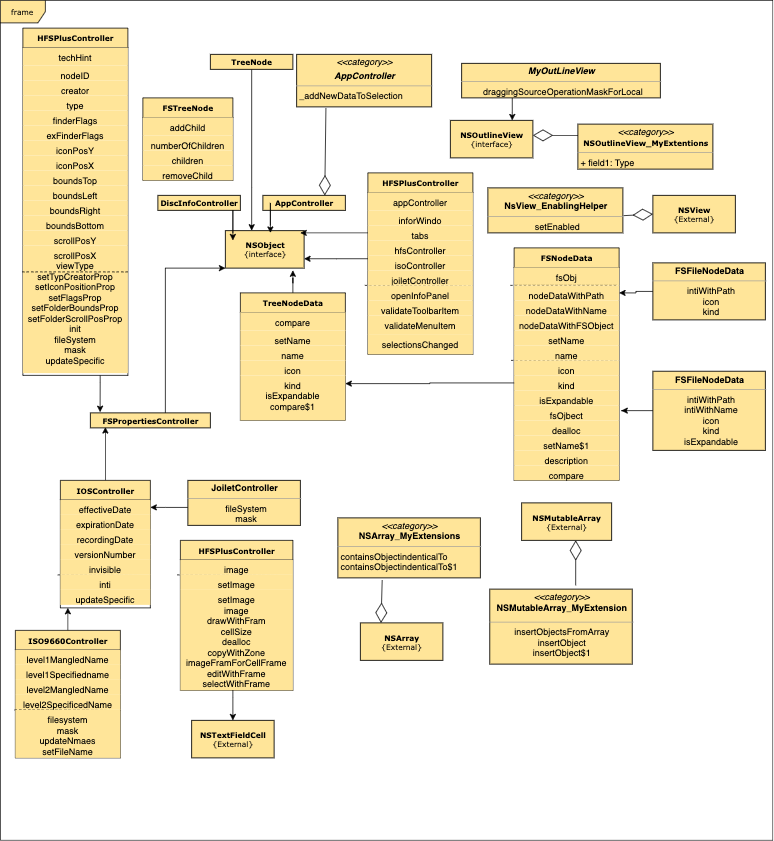 frame
HFSPlusController
techHint
nodeID
creator
type
finderFlags
exFinderFlags
iconPosY
iconPosX
boundsTop
boundsLeft
boundsRight
boundsBottom
scrollPosY
scrollPosX
viewType
setTypCreatorProp
setIconPositionProp
setFlagsProp
setFolderBoundsProp
setFolderScrollPosProp
init
fileSystem
mask
updateSpecific
TreeNode
FSTreeNode
addChild
numberOfChildren
children
removeChild
<<category>>
AppController
_addNewDataToSelection
MyOutLineView
draggingSourceOperationMaskForLocal
NSOutlineView
{interface}
<<category>>
NSOutlineView_MyExtentions
+ field1: Type
DiscInfoController
AppController
NSObject
{interface}
HFSPlusController
appController
inforWindo
tabs
hfsController
isoController
joiletController
openInfoPanel
validateToolbarItem
validateMenuItem
selectionsChanged
<<category>>
NsView_EnablingHelper
setEnabled
NSView
{External}
FSNodeData
fsObj
nodeDataWithPath
nodeDataWithName
nodeDataWithFSObject
setName
name
icon
kind
isExpandable
fsOjbect
dealloc
setName$1
description
compare
FSFileNodeData
intiWithPath
icon
kind
FSFileNodeData
intiWithPath
intiWithName
icon
kind
isExpandable
TreeNodeData
compare
setName
name
icon
kind
isExpandable
compare$1
FSPropertiesController
IOSController
effectiveDate
expirationDate
recordingDate
versionNumber
invisible
inti
updateSpecific
JoiletController
fileSystem
mask
HFSPlusController
image
setImage
setImage
image
drawWithFram
cellSize
dealloc
copyWithZone
imageFramForCellFrame
editWithFrame
selectWithFrame
<<category>>
NSArray_MyExtensions
containsObjectindenticalTo
containsObjectindenticalTo$1
NSArray
{External}
NSMutableArray
{External}
<<category>>
NSMutableArray_MyExtension
insertObjectsFromArray
insertObject
insertObject$1
ISO9660Controller
level1MangledName
level1Specifiedname
level2MangledName
level2SpecificedName
filesystem
mask
updateNmaes
setFileName
NSTextFieldCell
{External}